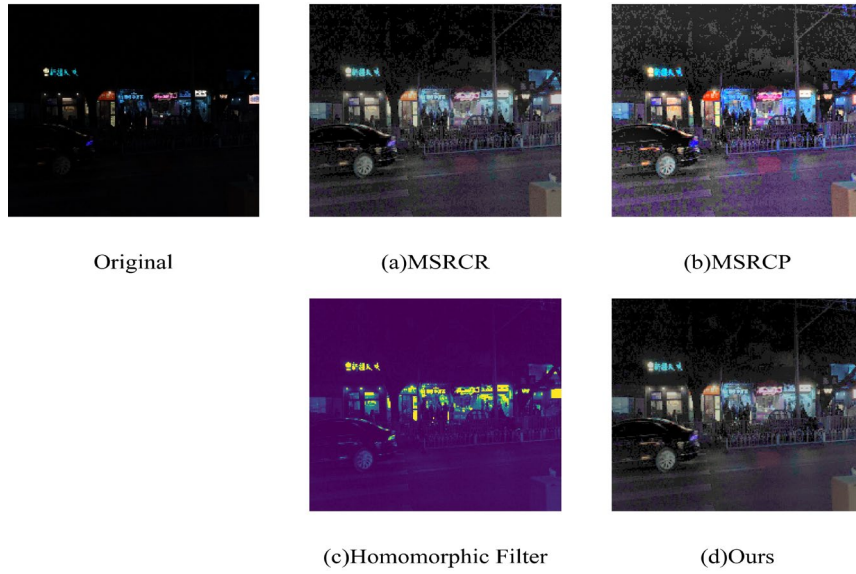 Original
(a)MSRCR
(b)MSRCP
(c)Homomorphic Filter
(d)Ours